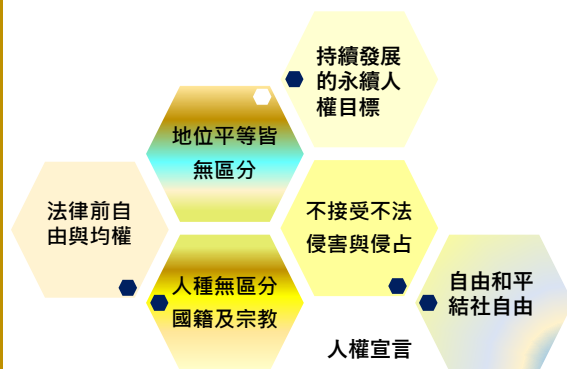 持續發展
的永續人
權目標
地位平等皆
無區分
法律前自
由與均權
不接受不法
侵害與侵占
人種無區分
國籍及宗教
自由和平
結社自由
人權宣言